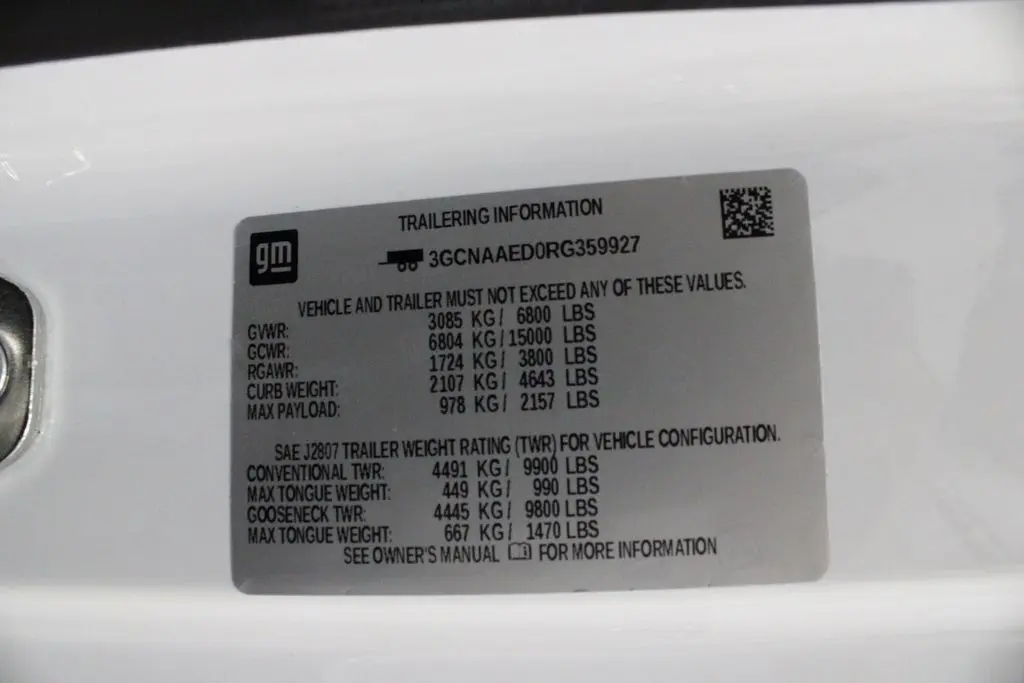 TRAILERING INFORMATION
gm
3GCNAAED0RG359927
VEHICLE AND TRAILER MUST NOT EXCEED ANY OF THESE VALUES.
GVWR: 3085 KG/ 6800 LBS
GCWR: 6804 KG/15000 LBS
RGAWR: 1724 KG/ 3800 LBS
CURB WEIGHT: 2107 KG/ 4643 LBS
MAX PAYLOAD: 978 KG/ 2157 LBS
SAE J2807 TRAILER WEIGHT RATING (TWR) FOR VEHICLE CONFIGURATION.
CONVENTIONAL TWR: 4491 KG/ 9900 LBS
MAX TONGUE WEIGHT: 449 KG/ 990 LBS
GOOSENECK TWR: 4445 KG/ 9800 LBS
MAX TONGUE WEIGHT: 667 KG/ 1470 LBS
SEE OWNER'S MANUAL FOR MORE INFORMATION